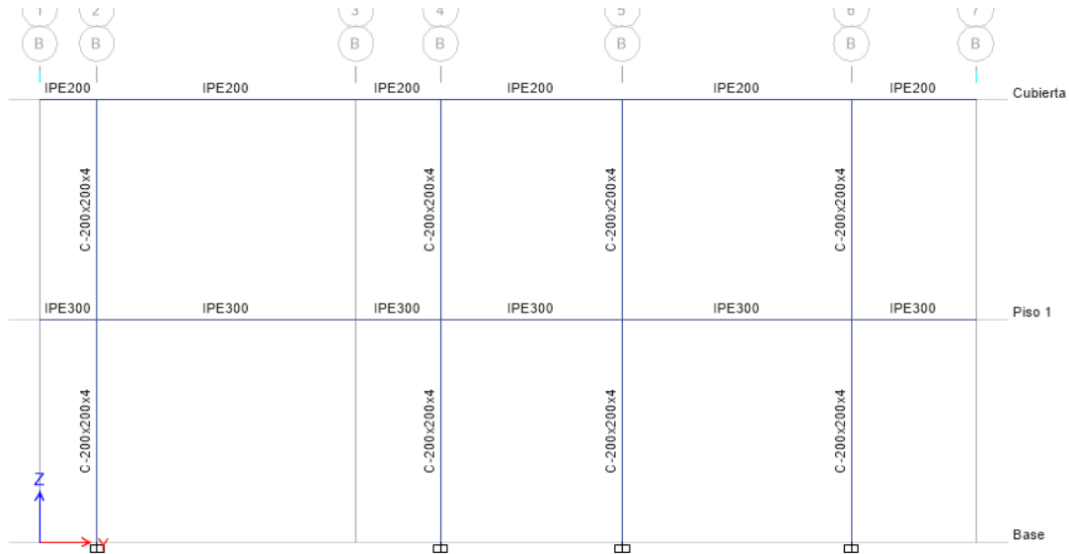 1 2 3 4 5 6 7
B B B B B B B
IPE200 IPE200 IPE200 IPE200 IPE200 IPE200 Cubierta
C-200x200x4 C-200x200x4 C-200x200x4 C-200x200x4
IPE300 IPE300 IPE300 IPE300 IPE300 IPE300 Piso 1
C-200x200x4 C-200x200x4 C-200x200x4 C-200x200x4
Z
Y Base